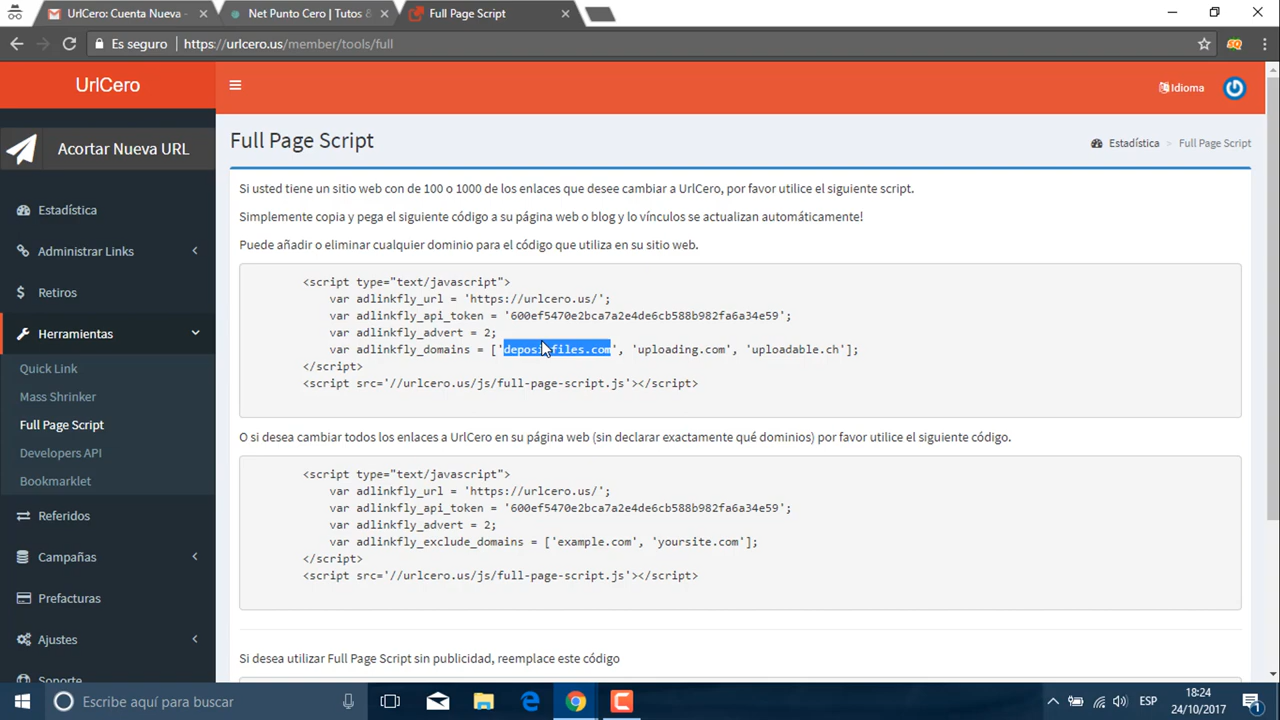 UrlCero: Cuenta Nueva -
Net Punto Cero | Tutos &
Full Page Script
Es seguro
https://urlcero.us/member/tools/full
UrlCero
Idioma
Acortar Nueva URL
Full Page Script
Estadística > Full Page Script
Estadística
Administrar Links
Retiros
Herramientas
Quick Link
Mass Shrinker
Full Page Script
Developers API
Bookmarklet
Referidos
Campañas
Prefacturas
Ajustes
Soporte
Si usted tiene un sitio web con de 100 o 1000 de los enlaces que desee cambiar a UrlCero, por favor utilice el siguiente script.
Simplemente copia y pega el siguiente código a su página web o blog y lo vínculos se actualizan automáticamente!
Puede añadir o eliminar cualquier dominio para el código que utiliza en su sitio web.
<script type="text/javascript">
var adlinkfly_url = 'https://urlcero.us/';
var adlinkfly_api_token = '600ef5470e2bca7a2e4de6cb588b982fa6a34e59';
var adlinkfly_advert = 2;
var adlinkfly_domains = ['depositfiles.com', 'uploading.com', 'uploadable.ch'];
</script>
<script src='//urlcero.us/js/full-page-script.js'></script>
O si desea cambiar todos los enlaces a UrlCero en su página web (sin declarar exactamente qué dominios) por favor utilice el siguiente código.
<script type="text/javascript">
var adlinkfly_url = 'https://urlcero.us/';
var adlinkfly_api_token = '600ef5470e2bca7a2e4de6cb588b982fa6a34e59';
var adlinkfly_advert = 2;
var adlinkfly_exclude_domains = ['example.com', 'yoursite.com'];
</script>
<script src='//urlcero.us/js/full-page-script.js'></script>
Si desea utilizar Full Page Script sin publicidad, reemplace este código
Escribe aquí para buscar
ESP
18:24
24/10/2017
1